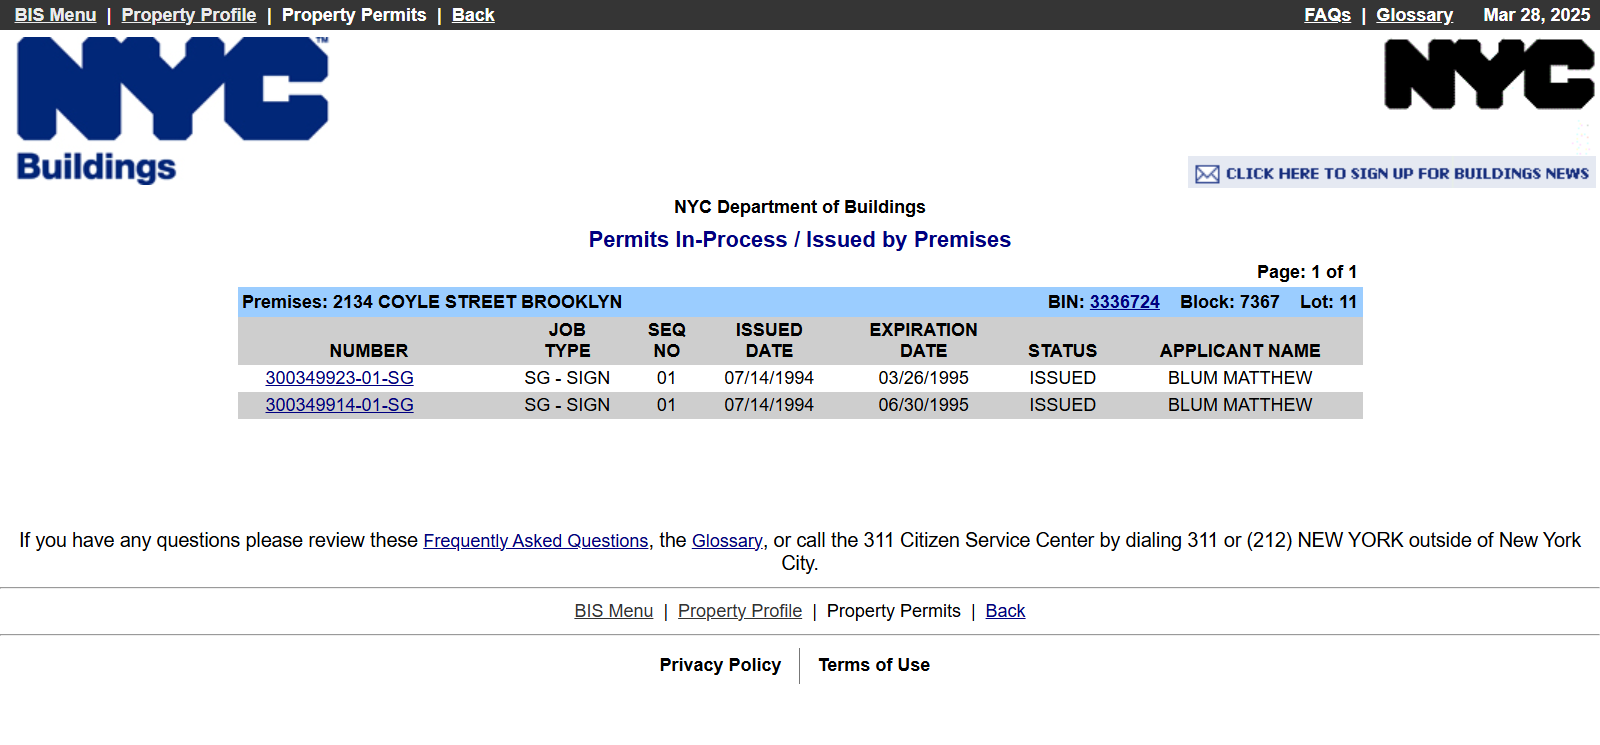 BIS Menu | Property Profile | Property Permits | Back FAQs | Glossary Mar 28, 2025
NYC™ NYC
Buildings
CLICK HERE TO SIGN UP FOR BUILDINGS NEWS
NYC Department of Buildings
Permits In-Process / Issued by Premises
Page: 1 of 1
Premises: 2134 COYLE STREET BROOKLYN BIN: 3336724 Block: 7367 Lot: 11
NUMBER JOB TYPE SEQ NO ISSUED DATE EXPIRATION DATE STATUS APPLICANT NAME
300349923-01-SG SG - SIGN 01 07/14/1994 03/26/1995 ISSUED BLUM MATTHEW
300349914-01-SG SG - SIGN 01 07/14/1994 06/30/1995 ISSUED BLUM MATTHEW
If you have any questions please review these Frequently Asked Questions, the Glossary, or call the 311 Citizen Service Center by dialing 311 or (212) NEW YORK outside of New York
City.
BIS Menu | Property Profile | Property Permits | Back
Privacy Policy | Terms of Use